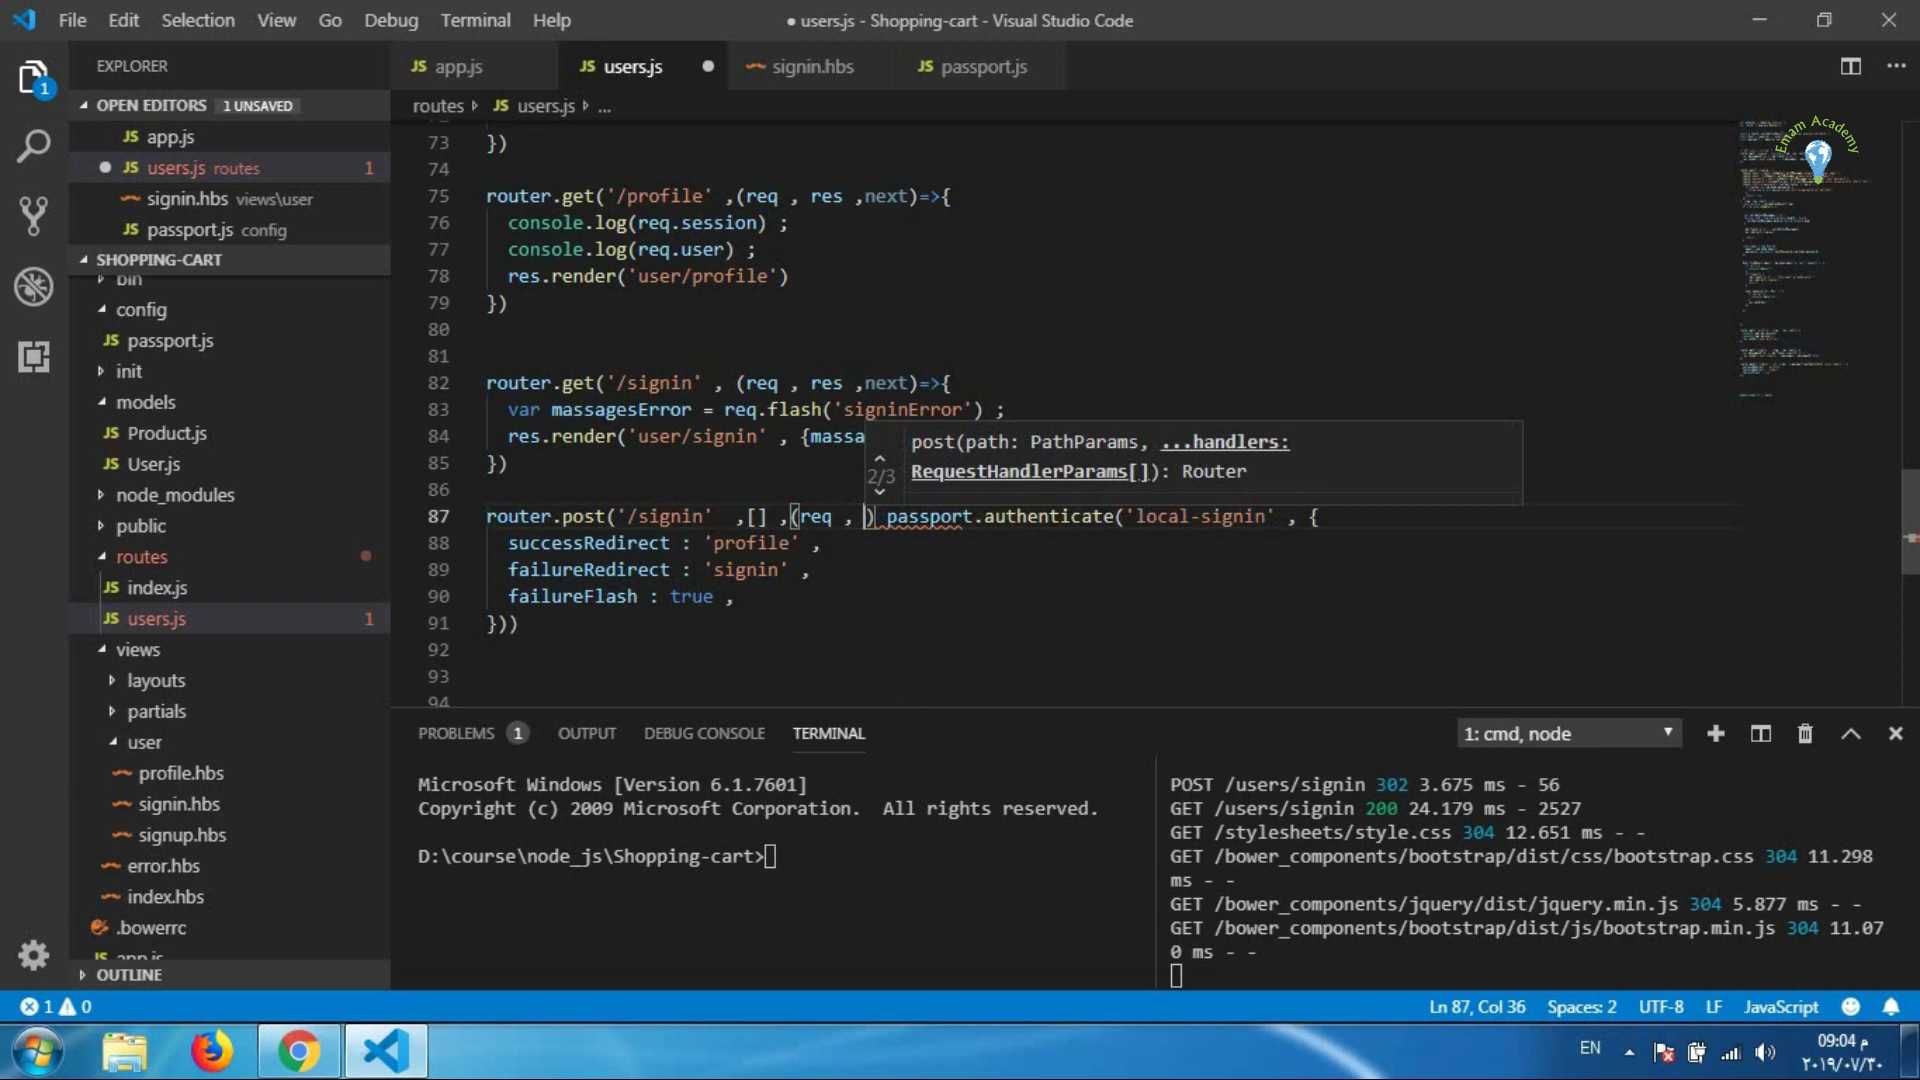 File Edit Selection View Go Debug Terminal Help
● users.js - Shopping-cart - Visual Studio Code
EXPLORER
JS app.js
JS users.js
signin.hbs
JS passport.js
OPEN EDITORS 1 UNSAVED
routes JS users.js ...
JS app.js
JS users.js routes 1
signin.hbs views\user
JS passport.js config
SHOPPING-CART
bin
config
JS passport.js
init
models
JS Product.js
JS User.js
node_modules
public
routes
JS index.js
JS users.js 1
views
layouts
partials
user
profile.hbs
signin.hbs
signup.hbs
error.hbs
index.hbs
.bowerrc
JS app.js
OUTLINE
1
Emam Academy
73 })
74
75 router.get('/profile' ,(req , res ,next)=>{
76 console.log(req.session) ;
77 console.log(req.user) ;
78 res.render('user/profile')
79 })
80
81
82 router.get('/signin' , (req , res ,next)=>{
83 var massagesError = req.flash('signinError') ;
84 res.render('user/signin' , {massa
85 })
86
87 router.post('/signin' ,[] ,(req , ) passport.authenticate('local-signin' , {
88 successRedirect : 'profile' ,
89 failureRedirect : 'signin' ,
90 failureFlash : true ,
91 }))
92
93
94
2/3
post(path: PathParams, ...handlers:
RequestHandlerParams[]): Router
PROBLEMS 1 OUTPUT DEBUG CONSOLE TERMINAL
1: cmd, node
Microsoft Windows [Version 6.1.7601]
Copyright (c) 2009 Microsoft Corporation. All rights reserved.
D:\course\node_js\Shopping-cart>
POST /users/signin 302 3.675 ms - 56
GET /users/signin 200 24.179 ms - 2527
GET /stylesheets/style.css 304 12.651 ms - -
GET /bower_components/bootstrap/dist/css/bootstrap.css 304 11.298
ms - -
GET /bower_components/jquery/dist/jquery.min.js 304 5.877 ms - -
GET /bower_components/bootstrap/dist/js/bootstrap.min.js 304 11.07
0 ms - -
1 0
Ln 87, Col 36 Spaces: 2 UTF-8 LF JavaScript
EN
09:04 م
٢٠١٩/٠٧/٣٠